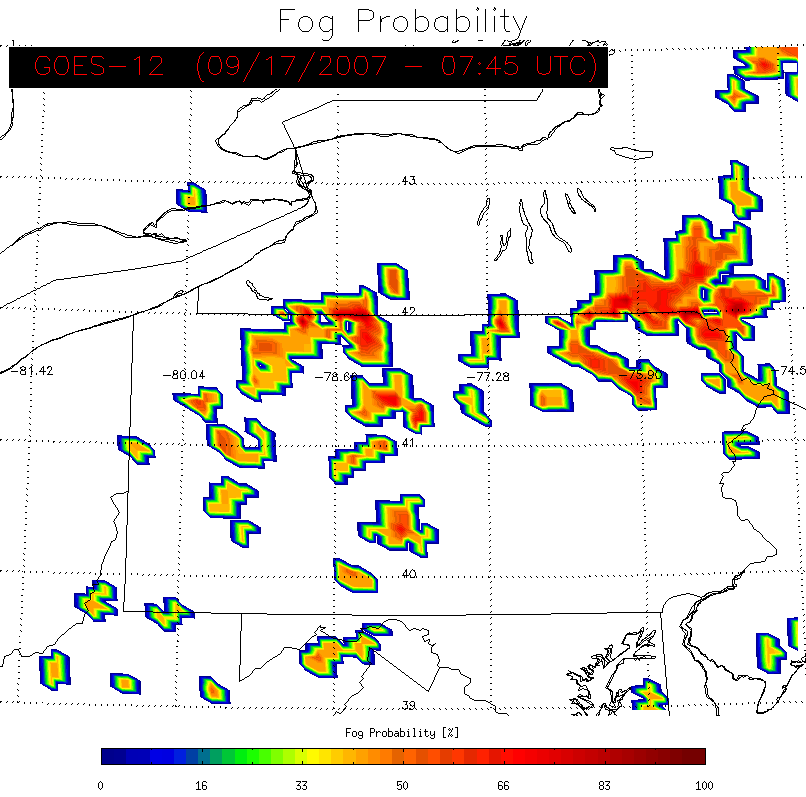 Fog Probability
GOES-12 (09/17/2007 - 07:45 UTC)
43
42
-81.42 -80.04 -78.66 -77.28 -75.90 -74.5
41
40
39
Fog Probability [%]
0 16 33 50 66 83 100